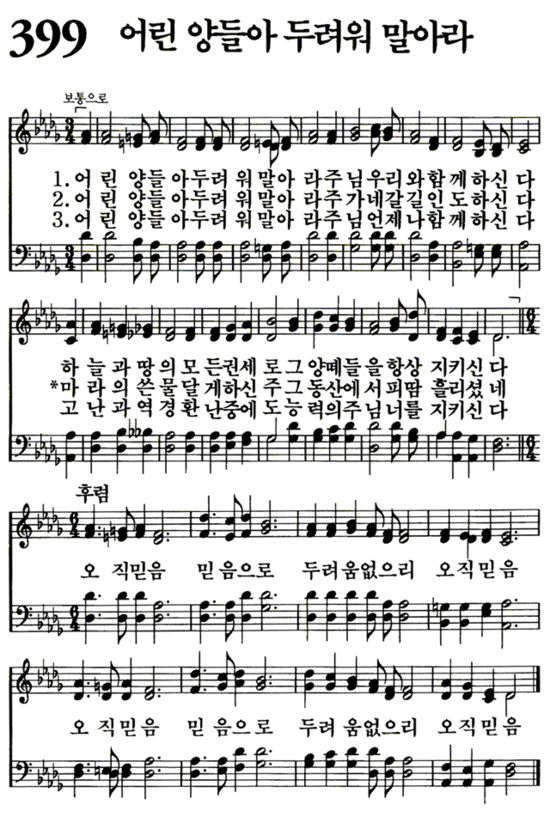 399 어린 양들아 두려워 말아라
보통으로
1. 어 린 양들 아두려 워말아 라주 님우리 와함께 하신 다
2. 어 린 양들 아두려 워말아 라주 가네갈 길인 도하신 다
3. 어 린 양들 아두려 워말아 라주 님언제 나함께 하신 다
하 늘과 땅의 모 든권세 로그 양떼들 을항상 지키신 다
*마 라의 쓴물 달게하신 주그 동산에 서피땀 흘리셨 네
고 난과 역경 환 난중에 도능 력의주 님너를 지키신 다
후렴
오 직믿음 믿 음으로 두려 움없으리 오 직믿음
오 직믿음 믿 음으로 두려 움없으리 오직믿 음